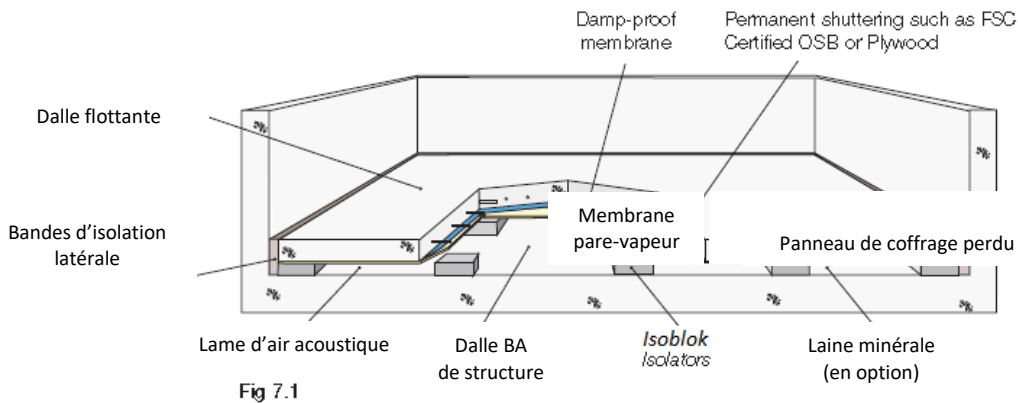 Damp-proof
membrane
Permanent shuttering such as FSC
Certified OSB or Plywood
Dalle flottante
Membrane
pare-vapeur
Bandes d'isolation
latérale
Panneau de coffrage perdu
Lame d'air acoustique
Dalle BA
de structure
Isoblok
Isolators
Laine minérale
(en option)
Fig 7.1